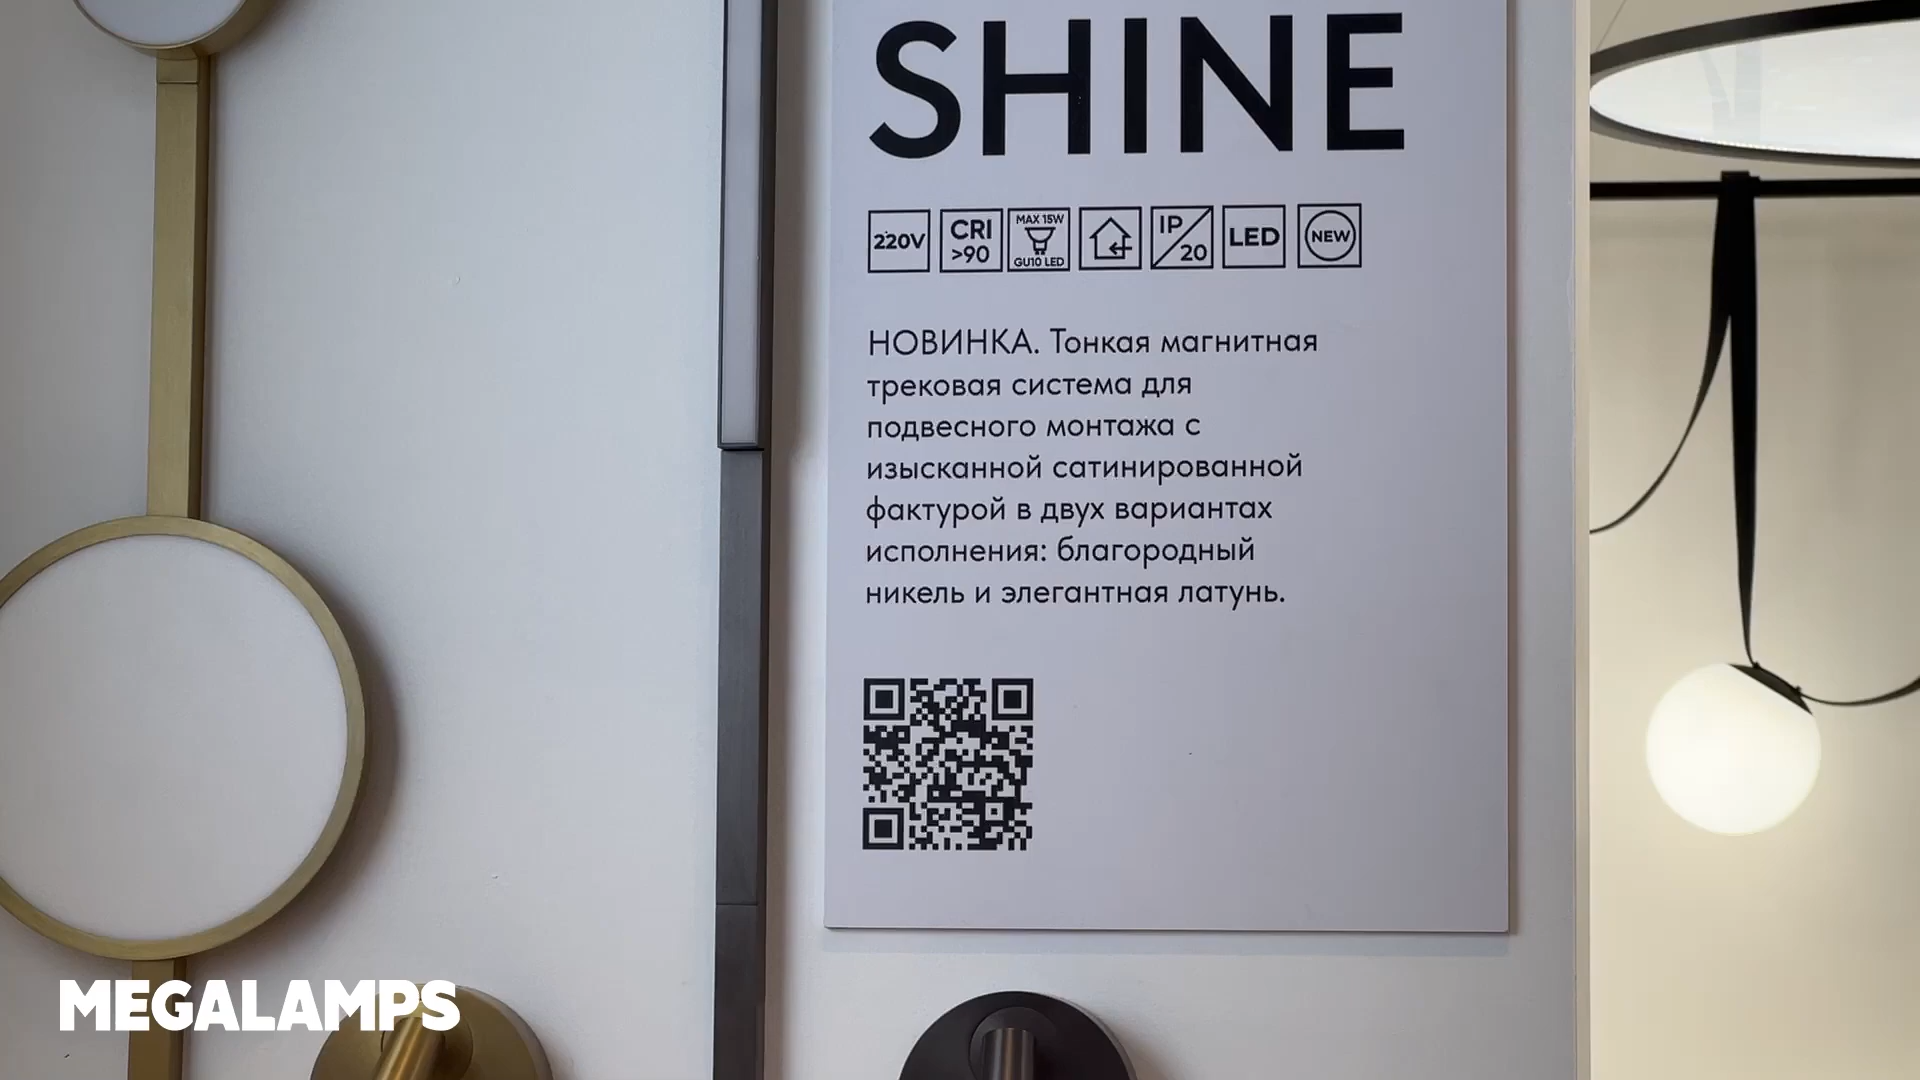 SHINE
220V
CRI
>90
MAX 15W
GU10 LED
IP/20
LED
NEW
НОВИНКА. Тонкая магнитная
трековая система для
подвесного монтажа с
изысканной сатинированной
фактурой в двух вариантах
исполнения: благородный
никель и элегантная латунь.
MEGALAMPS